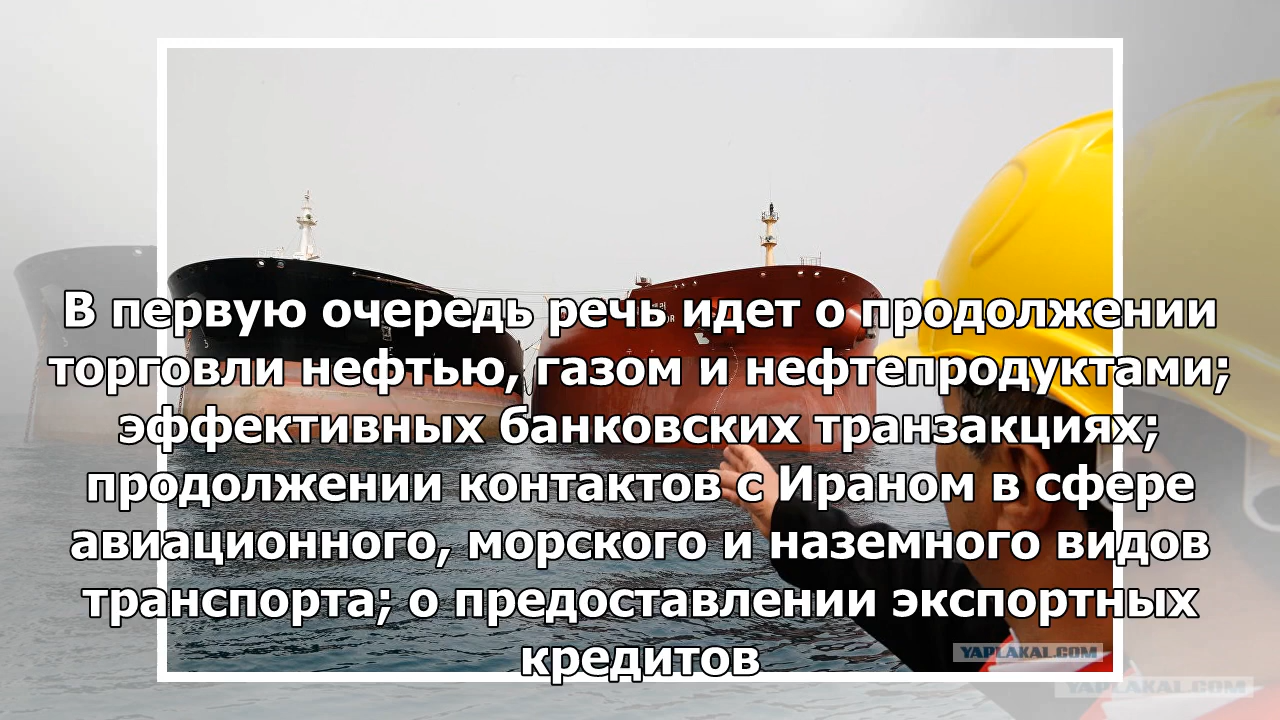 В первую очередь речь идет о продолжении
торговли нефтью, газом и нефтепродуктами;
эффективных банковских транзакциях;
продолжении контактов с Ираном в сфере
авиационного, морского и наземного видов
транспорта; о предоставлении экспортных
кредитов
YAPLAKAL.COM
YAPLAKAL.COM